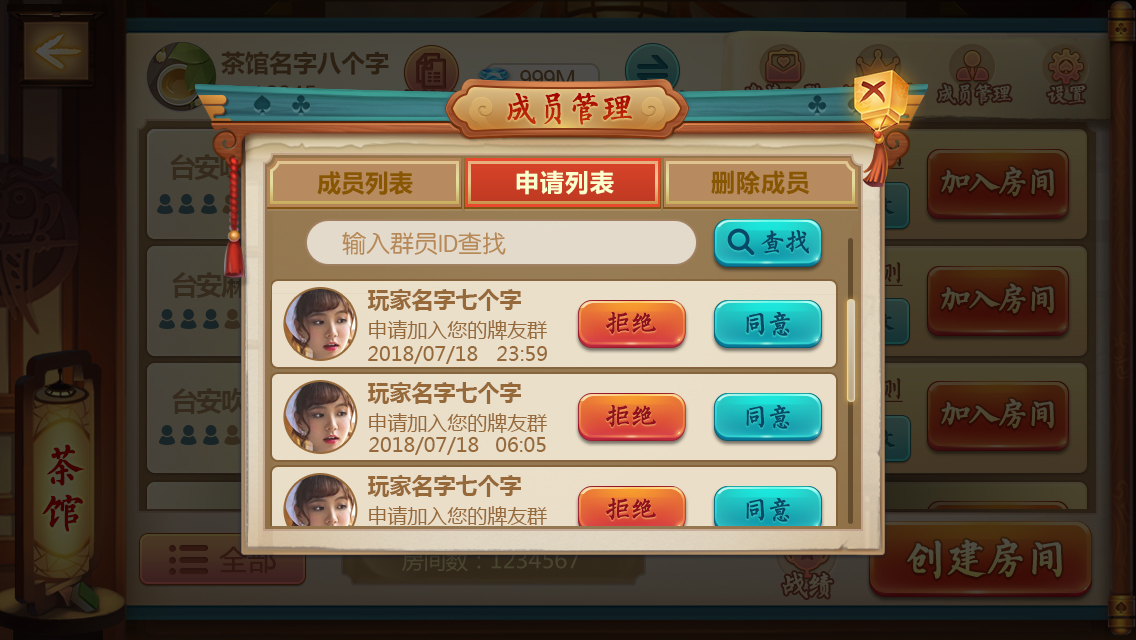 茶馆名字八个字
999M
成员管理
设置
成员管理
成员列表
申请列表
删除成员
输入群员ID查找
查找
台安
加入房间
玩家名字七个字
申请加入您的牌友群
2018/07/18 23:59
拒绝
同意
台安麻
则
加入房间
玩家名字七个字
申请加入您的牌友群
2018/07/18 06:05
拒绝
同意
台安吹
则
加入房间
玩家名字七个字
申请加入您的牌友群
拒绝
同意
茶馆
全部
房间数：1234567
战绩
创建房间